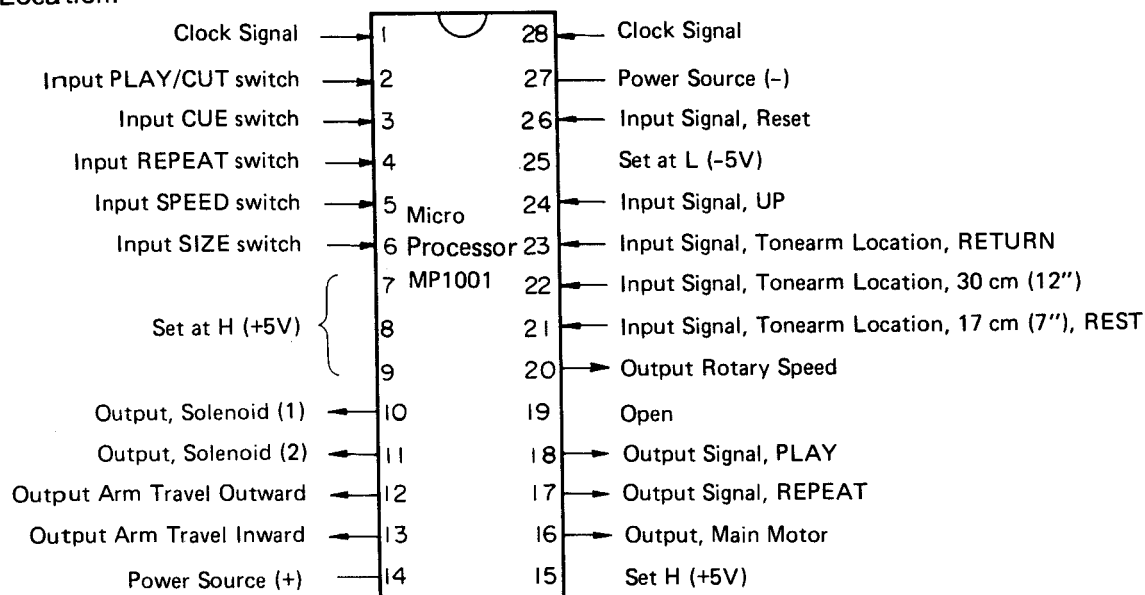 Location.
Clock Signal 1 28 Clock Signal
Input PLAY/CUT switch 2 27 Power Source (–)
Input CUE switch 3 26 Input Signal, Reset
Input REPEAT switch 4 25 Set at L (–5V)
Input SPEED switch 5 Micro 24 Input Signal, UP
Input SIZE switch 6 Processor 23 Input Signal, Tonearm Location, RETURN
7 MP1001 22 Input Signal, Tonearm Location, 30 cm (12")
Set at H (+5V) 8 21 Input Signal, Tonearm Location, 17 cm (7"), REST
9 20 Output Rotary Speed
Output, Solenoid (1) 10 19 Open
Output, Solenoid (2) 11 18 Output Signal, PLAY
Output Arm Travel Outward 12 17 Output Signal, REPEAT
Output Arm Travel Inward 13 16 Output, Main Motor
Power Source (+) 14 15 Set H (+5V)